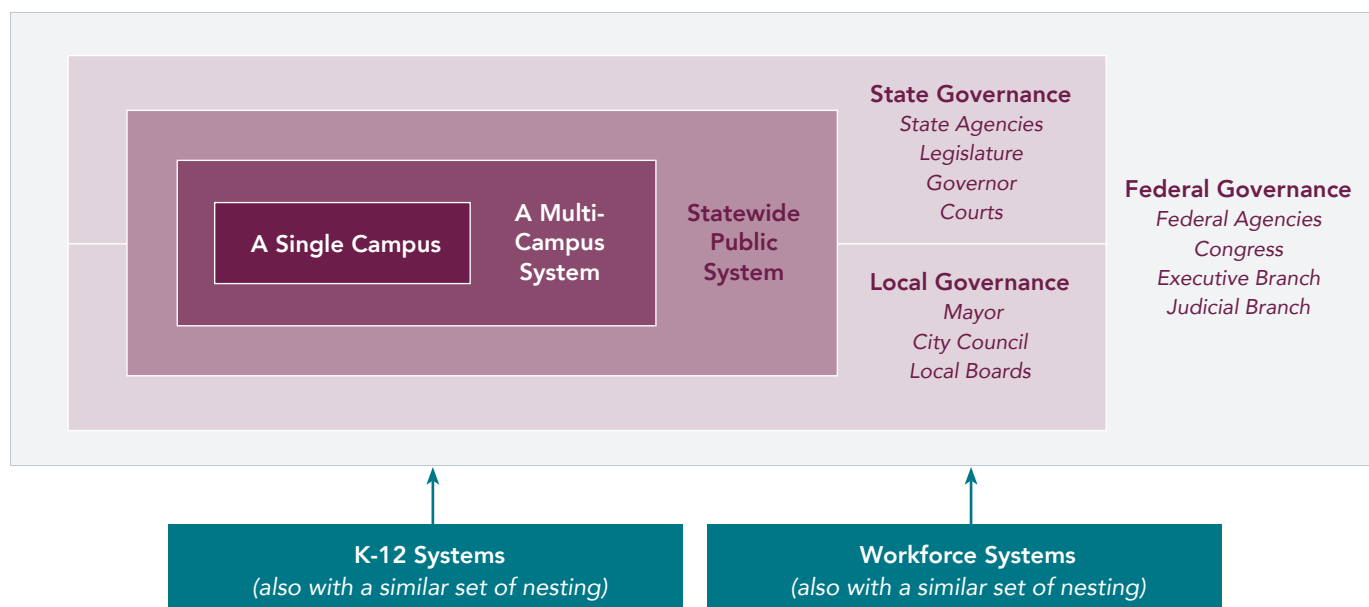 A Single Campus
A Multi-
Campus
System
Statewide
Public
System
State Governance
State Agencies
Legislature
Governor
Courts
Local Governance
Mayor
City Council
Local Boards
Federal Governance
Federal Agencies
Congress
Executive Branch
Judicial Branch
K-12 Systems
(also with a similar set of nesting)
Workforce Systems
(also with a similar set of nesting)